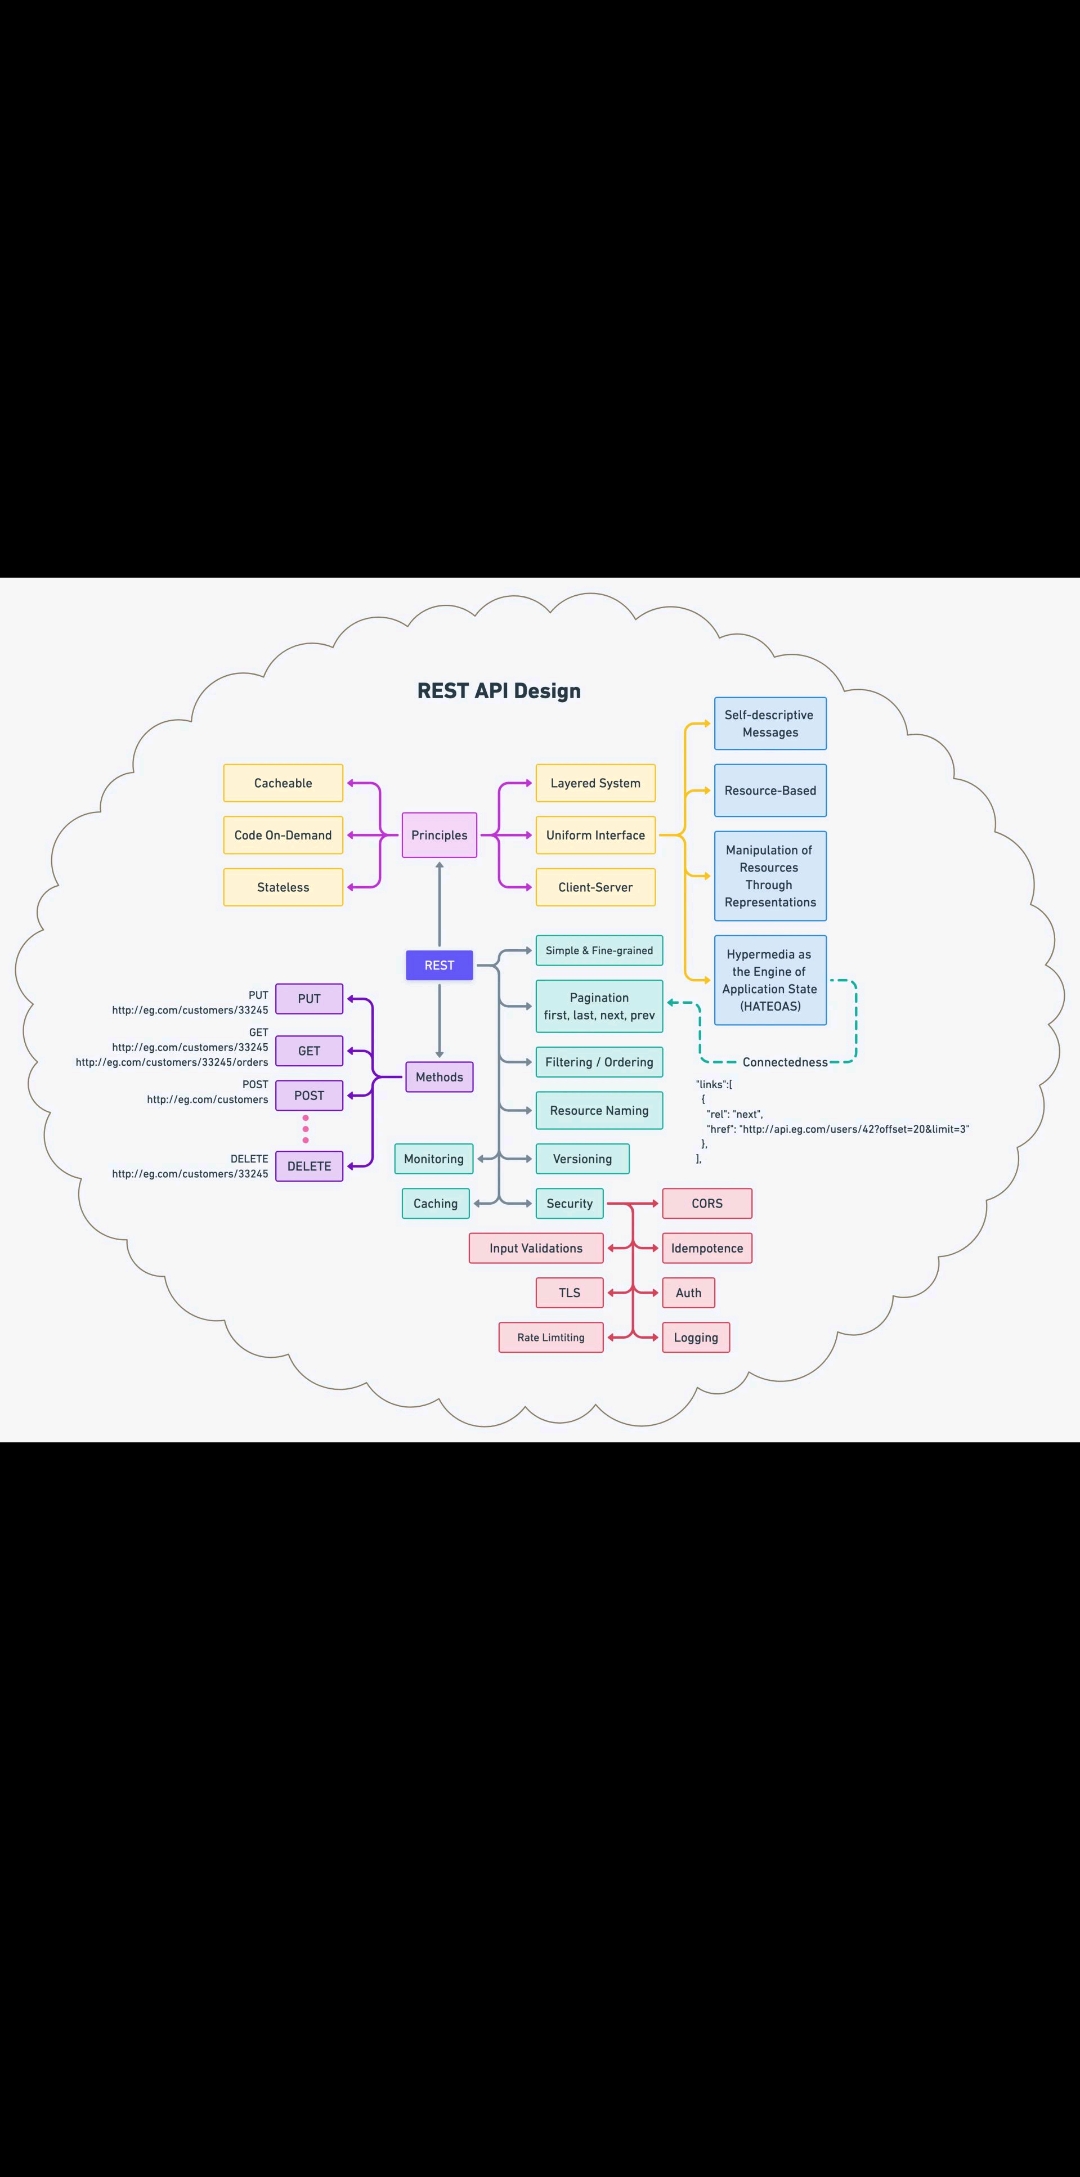 REST API Design
Cacheable
Code On-Demand
Stateless
Principles
Layered System
Uniform Interface
Client-Server
Self-descriptive
Messages
Resource-Based
Manipulation of
Resources
Through
Representations
Hypermedia as
the Engine of
Application State
(HATEOAS)
REST
Simple & Fine-grained
Pagination
first, last, next, prev
Filtering / Ordering
Resource Naming
Connectedness
"links":[
{
"rel": "next",
"href": "http://api.eg.com/users/42?offset=20&limit=3"
},
],
PUT
http://eg.com/customers/33245
PUT
GET
http://eg.com/customers/33245
http://eg.com/customers/33245/orders
GET
POST
http://eg.com/customers
POST
DELETE
http://eg.com/customers/33245
DELETE
Methods
Monitoring
Versioning
Caching
Security
CORS
Input Validations
Idempotence
TLS
Auth
Rate Limtiting
Logging